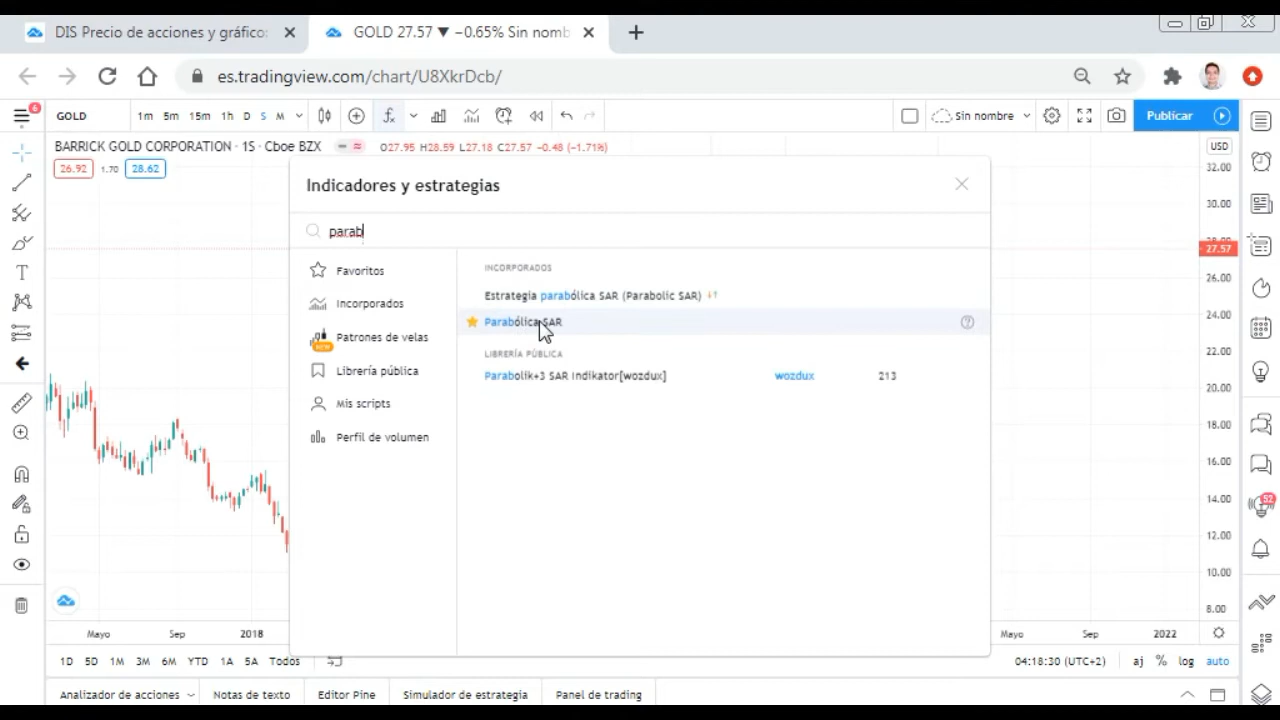 DIS Precio de acciones y gráfico:
GOLD 27.57 ▼ −0.65% Sin nomb
es.tradingview.com/chart/U8XkrDcb/
6
GOLD
1m 5m 15m 1h D S M
Sin nombre
Publicar
BARRICK GOLD CORPORATION · 1S · Cboe BZX
O27.95 H28.59 L27.18 C27.57 −0.48 (−1.71%)
USD
26.92 1.70 28.62
Indicadores y estrategias
parab
Favoritos
Incorporados
Patrones de velas
NEW
Librería pública
Mis scripts
Perfil de volumen
INCORPORADOS
Estrategia parabólica SAR (Parabolic SAR)
Parabólica SAR
LIBRERÍA PÚBLICA
Parabolik+3 SAR Indikator[wozdux] wozdux 213
32.00
30.00
27.57
26.00
24.00
22.00
20.00
18.00
16.00
14.00
12.00
10.00
8.00
52
Mayo Sep 2018 Mayo Sep 2022
1D 5D 1M 3M 6M YTD 1A 5A Todos
04:18:30 (UTC+2) aj % log auto
Analizador de acciones Notas de texto Editor Pine Simulador de estrategia Panel de trading